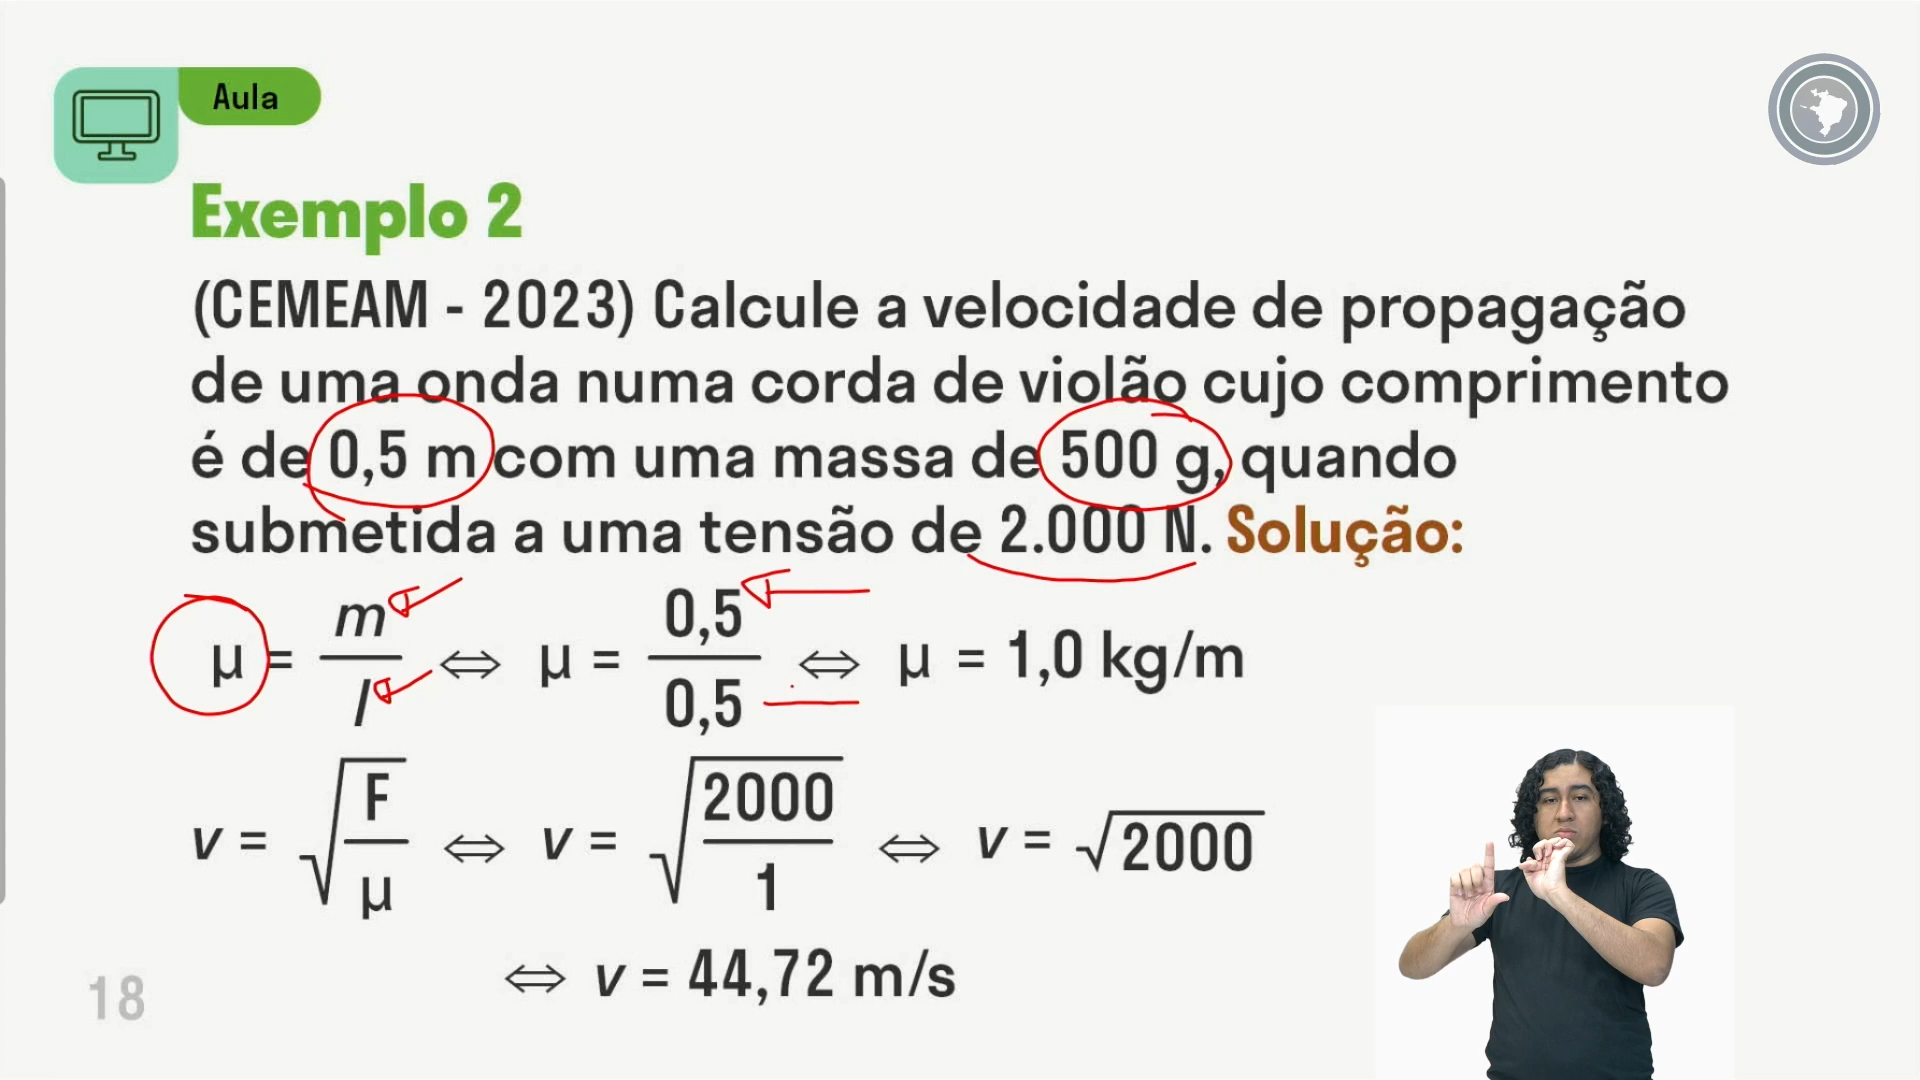 Aula
Exemplo 2
(CEMEAM - 2023) Calcule a velocidade de propagação
de uma onda numa corda de violão cujo comprimento
é de 0,5 m com uma massa de 500 g, quando
submetida a uma tensão de 2.000 N. Solução:
μ = m/l ⇔ μ = 0,5/0,5 ⇔ μ = 1,0 kg/m
v = √(F/μ) ⇔ v = √(2000/1) ⇔ v = √2000
⇔ v = 44,72 m/s
18